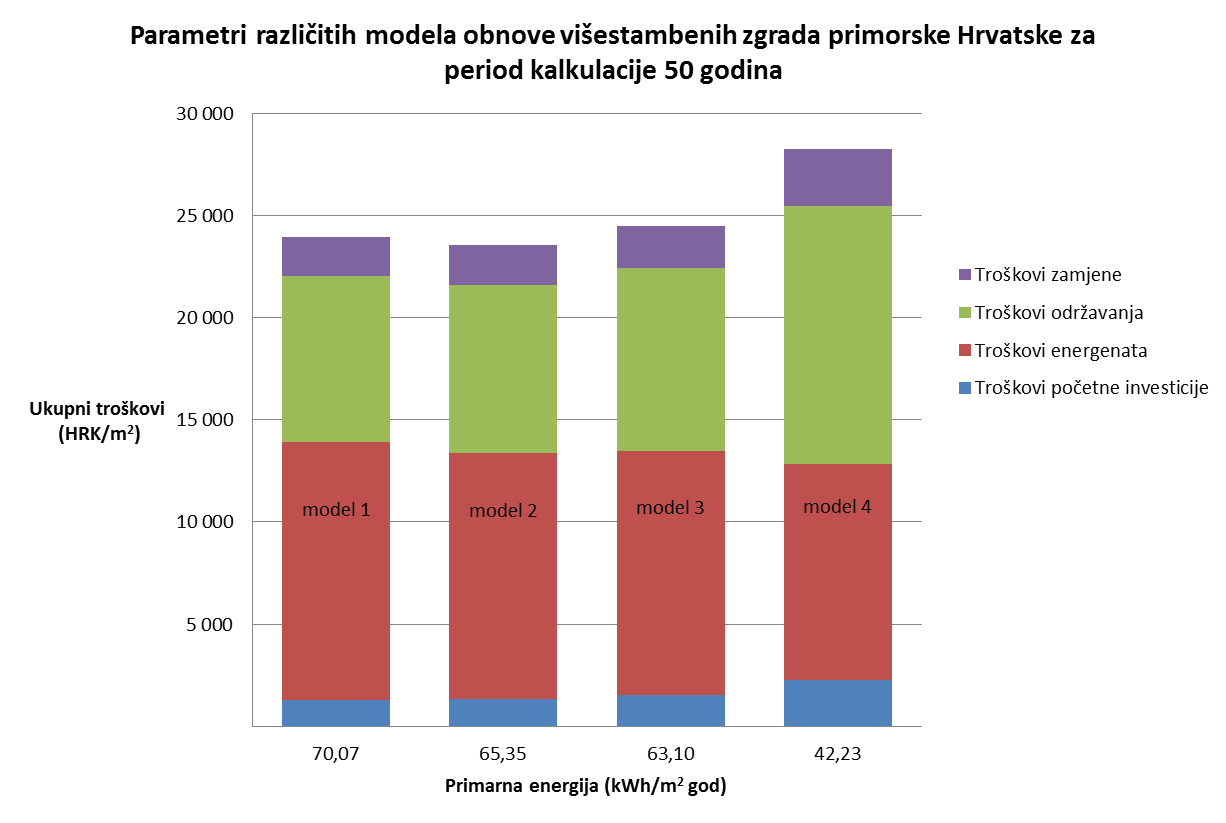 Parametri različitih modela obnove višestambenih zgrada primorske Hrvatske za
period kalkulacije 50 godina
30 000
25 000
20 000
15 000
10 000
5 000
Ukupni troškovi
(HRK/m²)
model 1
model 2
model 3
model 4
70,07
65,35
63,10
42,23
Primarna energija (kWh/m² god)
Troškovi zamjene
Troškovi održavanja
Troškovi energenata
Troškovi početne investicije